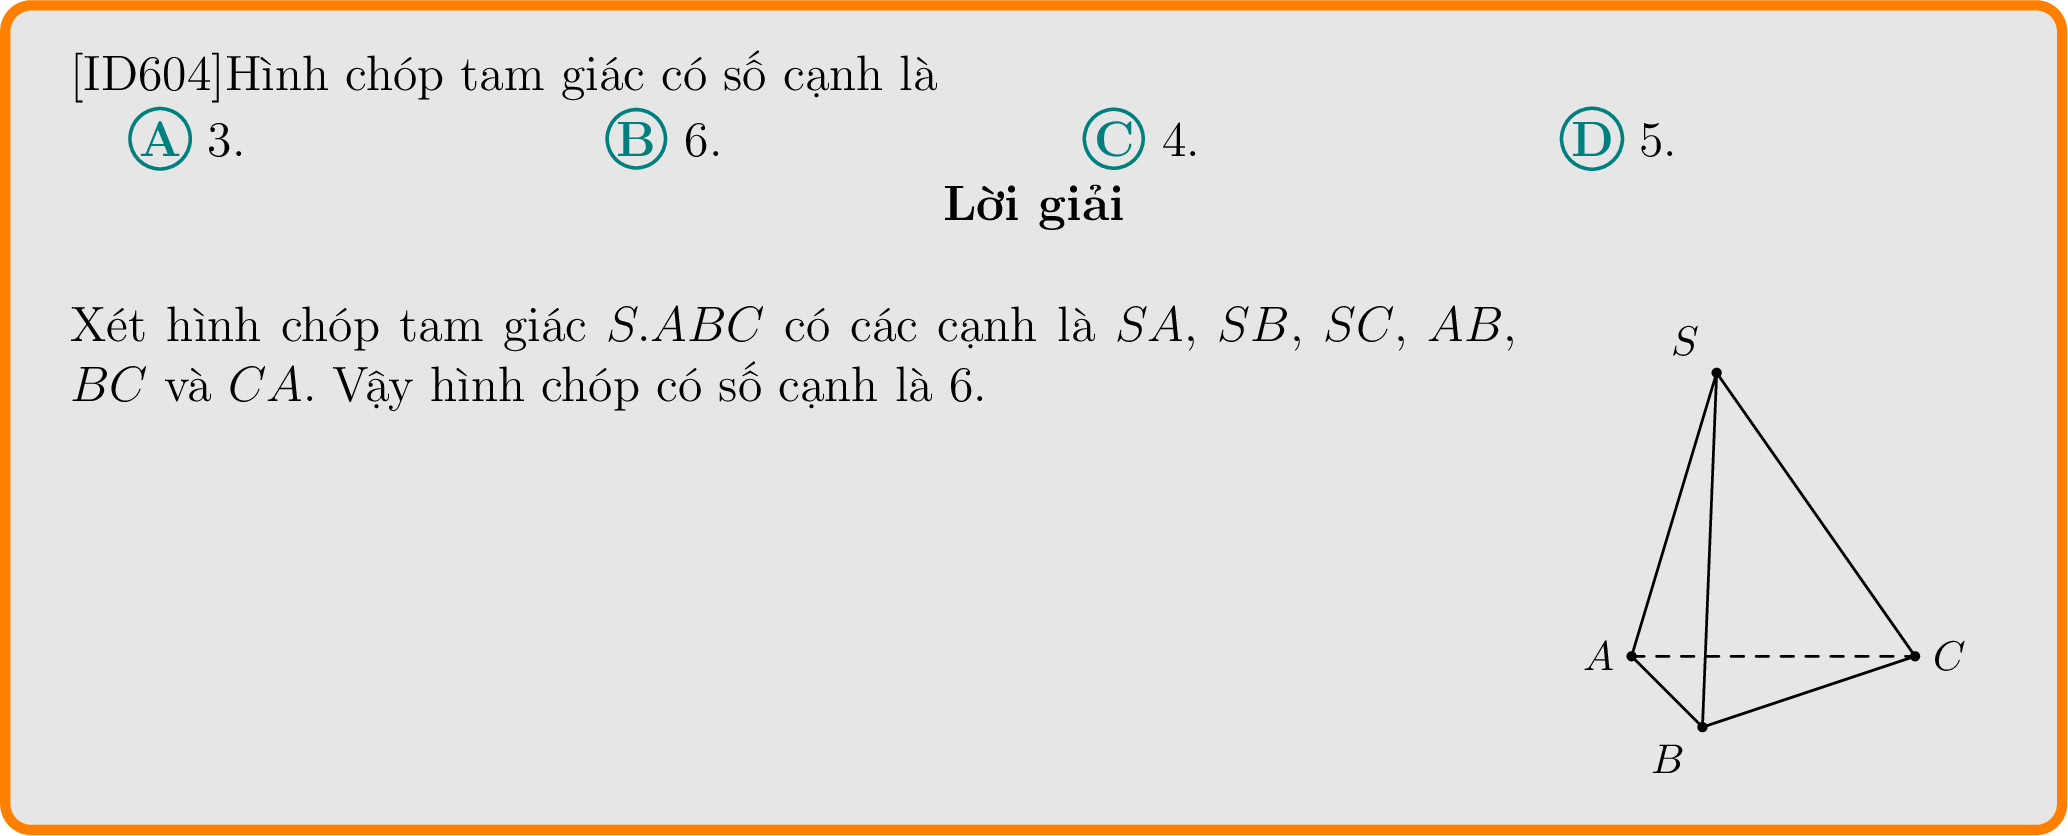 [ID604]Hình chóp tam giác có số cạnh là
A 3. B 6. C 4. D 5.
Lời giải
Xét hình chóp tam giác S.ABC có các cạnh là SA, SB, SC, AB,
BC và CA. Vậy hình chóp có số cạnh là 6.
S
A
C
B